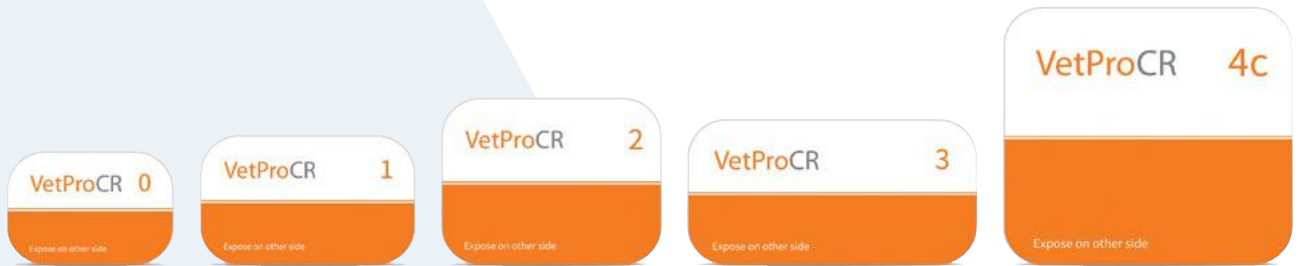 VetProCR 0
Expose on other side
VetProCR 1
Expose on other side
VetProCR 2
Expose on other side
VetProCR 3
Expose on other side
VetProCR 4c
Expose on other side